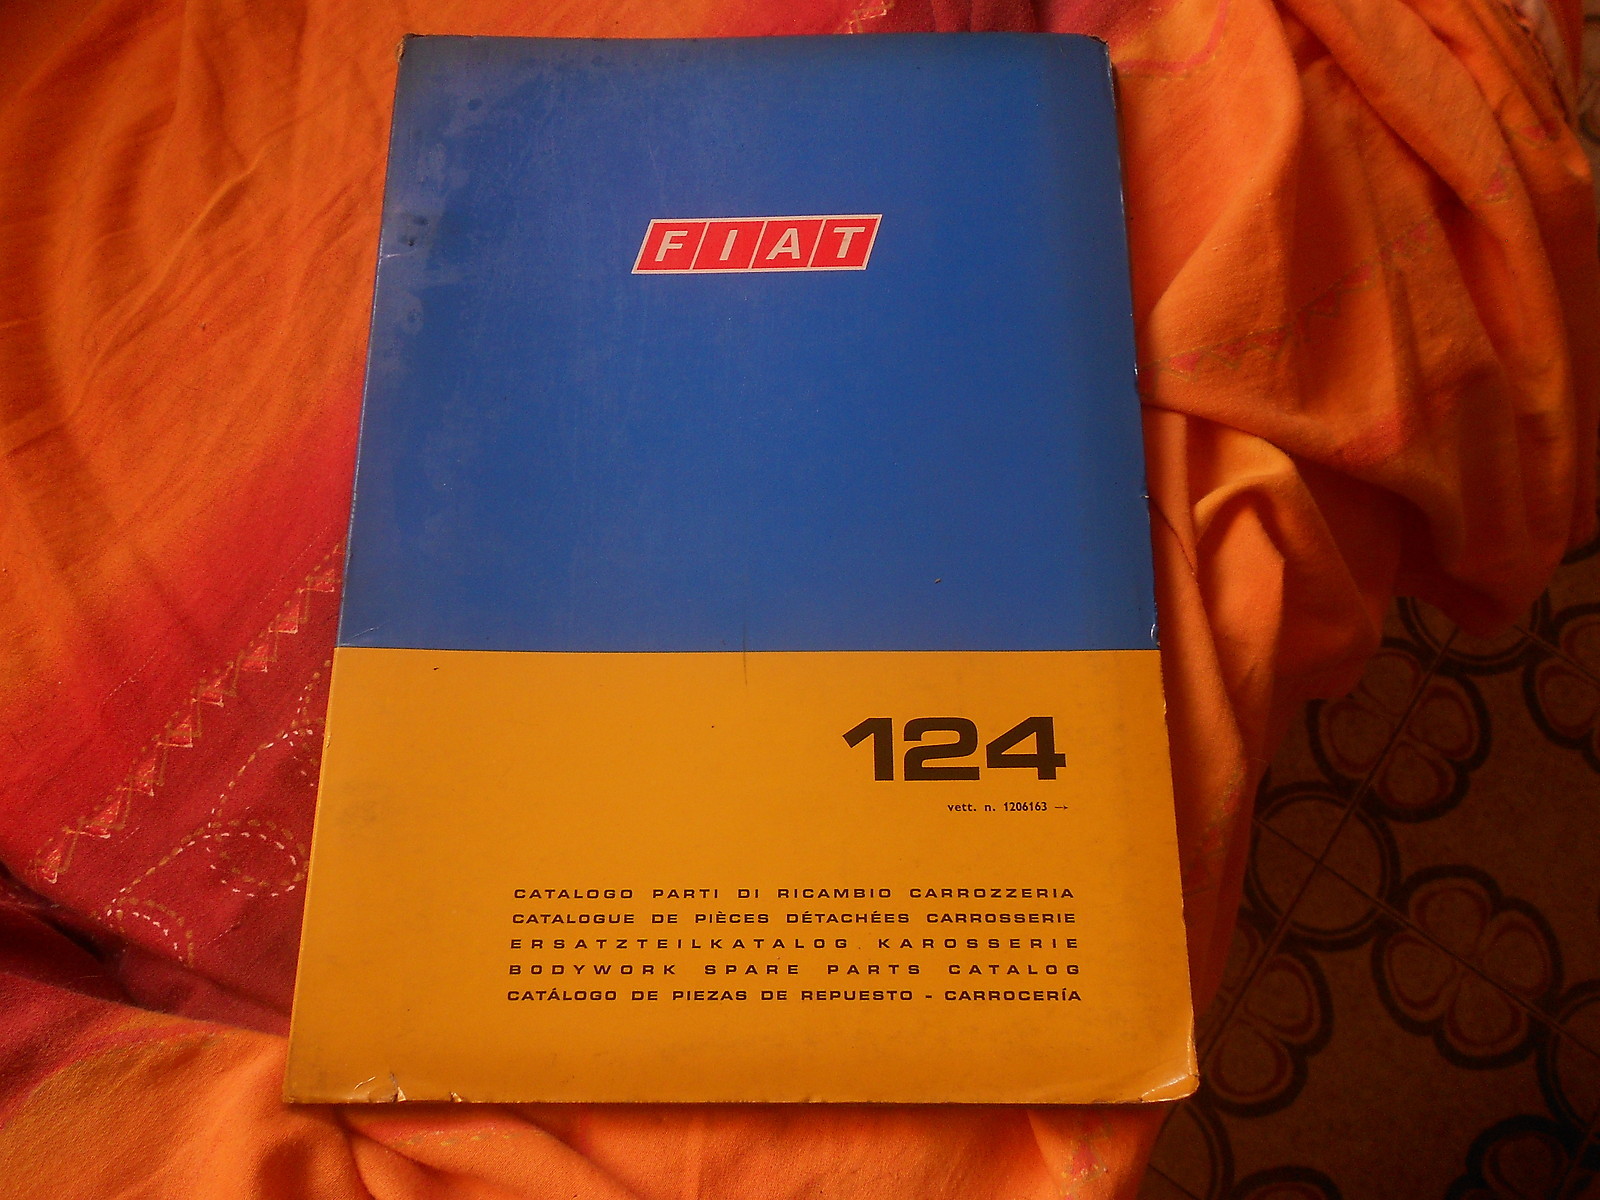 FIAT
124
vett. n. 1206163 →
CATALOGO PARTI DI RICAMBIO CARROZZERIA
CATALOGUE DE PIÈCES DÉTACHÉES CARROSSERIE
ERSATZTEILKATALOG KAROSSERIE
BODYWORK SPARE PARTS CATALOG
CATÁLOGO DE PIEZAS DE REPUESTO - CARROCERÍA